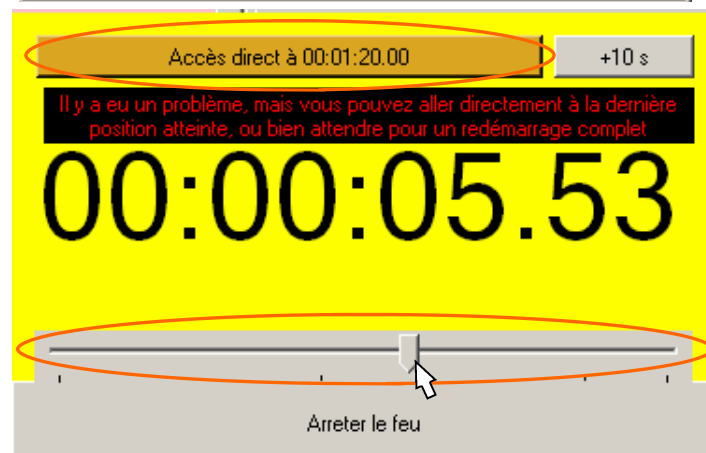 Accès direct à 00:01:20.00
+10 s
Il y a eu un problème, mais vous pouvez aller directement à la dernière
position atteinte, ou bien attendre pour un redémarrage complet
00:00:05.53
Arreter le feu